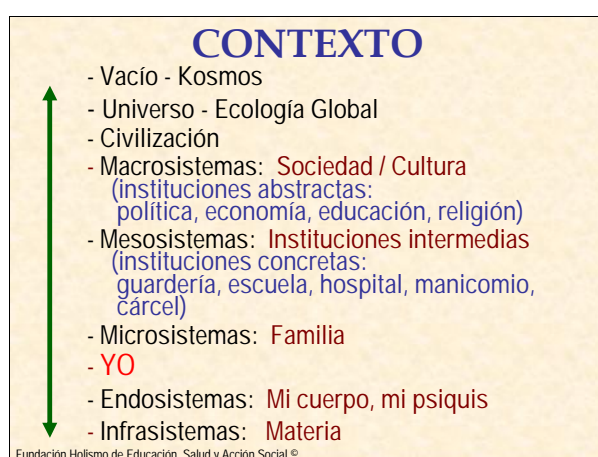 CONTEXTO
- Vacío - Kosmos
- Universo - Ecología Global
- Civilización
- Macrosistemas: Sociedad / Cultura
(instituciones abstractas:
política, economía, educación, religión)
- Mesosistemas: Instituciones intermedias
(instituciones concretas:
guardería, escuela, hospital, manicomio,
cárcel)
- Microsistemas: Familia
- YO
- Endosistemas: Mi cuerpo, mi psiquis
- Infrasistemas: Materia
Fundación Holismo de Educación, Salud y Acción Social ©